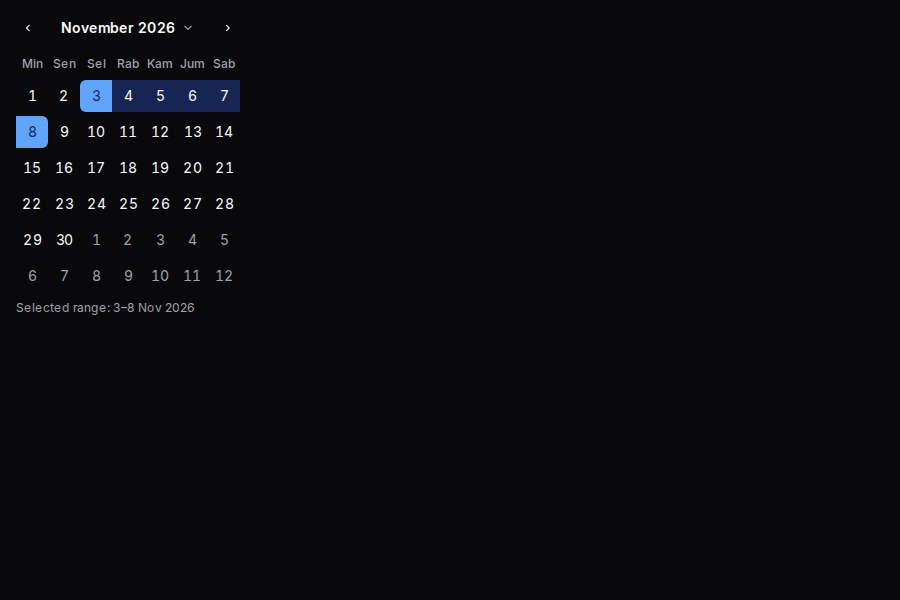 November 2026
Min Sen Sel Rab Kam Jum Sab
1 2 3 4 5 6 7
8 9 10 11 12 13 14
15 16 17 18 19 20 21
22 23 24 25 26 27 28
29 30 1 2 3 4 5
6 7 8 9 10 11 12
Selected range: 3–8 Nov 2026